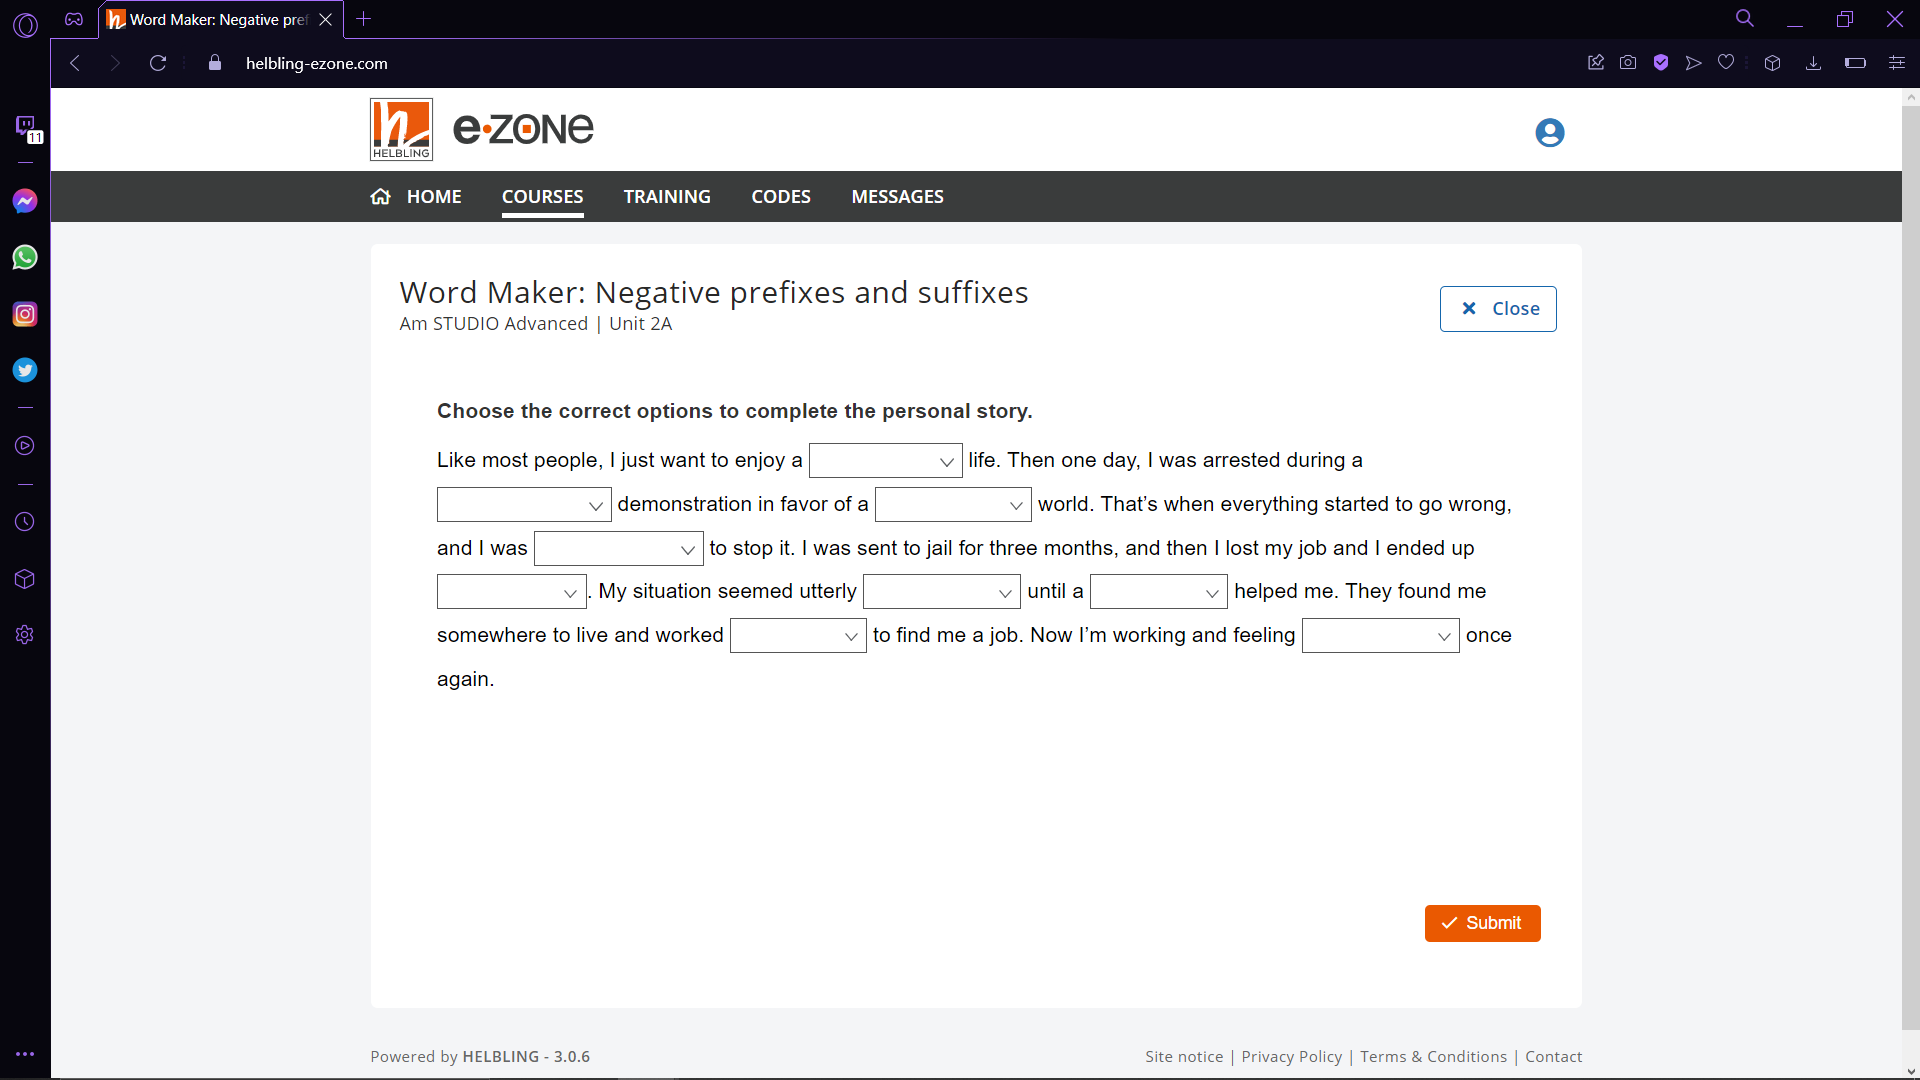 Word Maker: Negative pref
helbling-ezone.com
11
HELBLING
e·zone
HOME COURSES TRAINING CODES MESSAGES
Word Maker: Negative prefixes and suffixes
Am STUDIO Advanced | Unit 2A
Close
Choose the correct options to complete the personal story.
Like most people, I just want to enjoy a life. Then one day, I was arrested during a
demonstration in favor of a world. That’s when everything started to go wrong,
and I was to stop it. I was sent to jail for three months, and then I lost my job and I ended up
. My situation seemed utterly until a helped me. They found me
somewhere to live and worked to find me a job. Now I’m working and feeling once
again.
Submit
Powered by HELBLING - 3.0.6
Site notice | Privacy Policy | Terms & Conditions | Contact